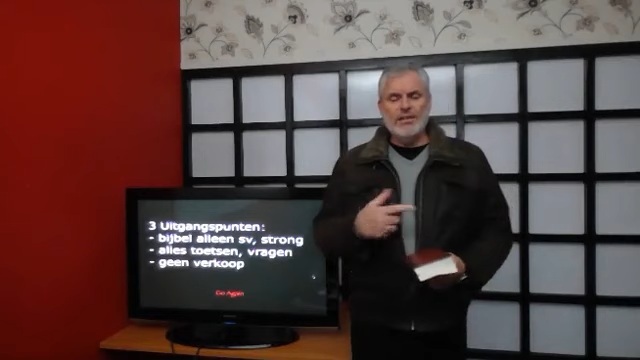 3 Uitgangspunten:
- bijbel alleen sv, strong
- alles toetsen, vragen
- geen verkoop
Go Again